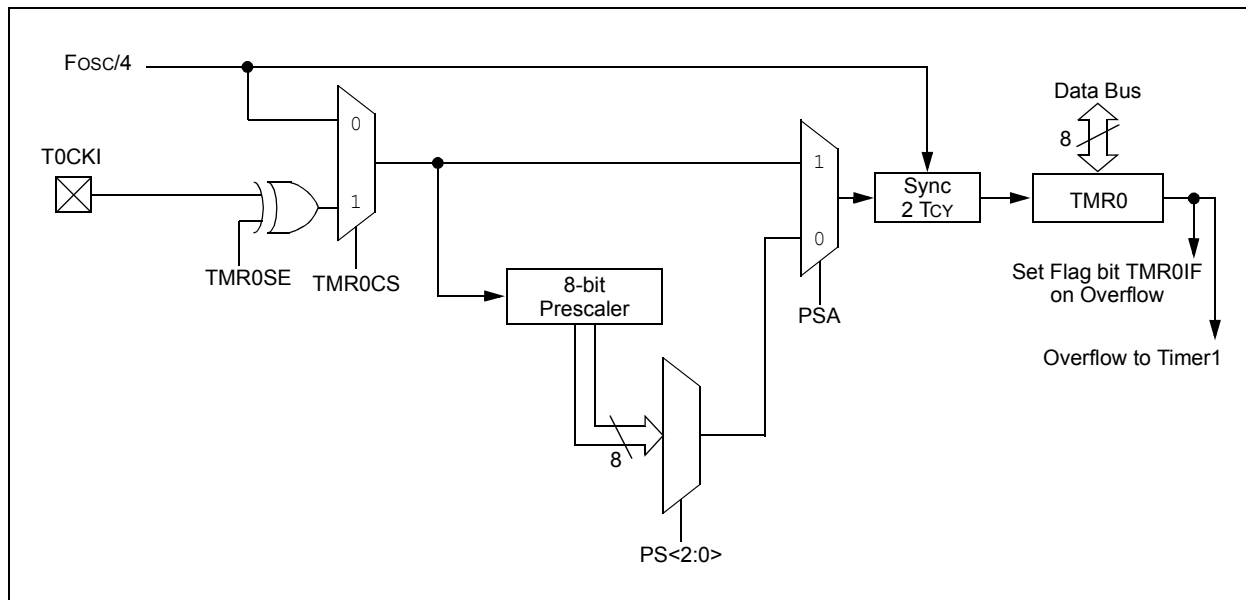 Fosc/4
Data Bus
8
0
T0CKI
1
1
Sync
2 TCY
TMR0
0
TMR0SE
TMR0CS
8-bit
Prescaler
PSA
Set Flag bit TMR0IF
on Overflow
Overflow to Timer1
8
PS<2:0>